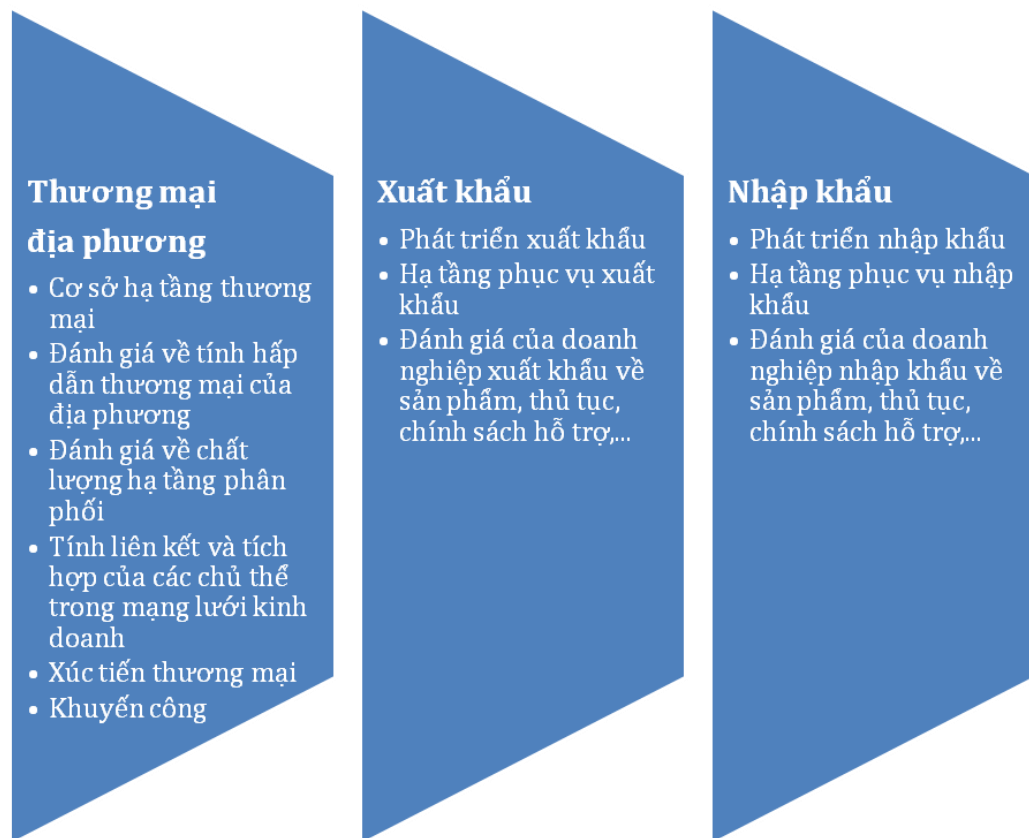 Thương mại
địa phương
• Cơ sở hạ tầng thương
mại
• Đánh giá về tính hấp
dẫn thương mại của
địa phương
• Đánh giá về chất
lượng hạ tầng phân
phối
• Tính liên kết và tích
hợp của các chủ thể
trong mạng lưới kinh
doanh
• Xúc tiến thương mại
• Khuyến công
Xuất khẩu
• Phát triển xuất khẩu
• Hạ tầng phục vụ xuất
khẩu
• Đánh giá của doanh
nghiệp xuất khẩu về
sản phẩm, thủ tục,
chính sách hỗ trợ,...
Nhập khẩu
• Phát triển nhập khẩu
• Hạ tầng phục vụ nhập
khẩu
• Đánh giá của doanh
nghiệp nhập khẩu về
sản phẩm, thủ tục,
chính sách hỗ trợ,...